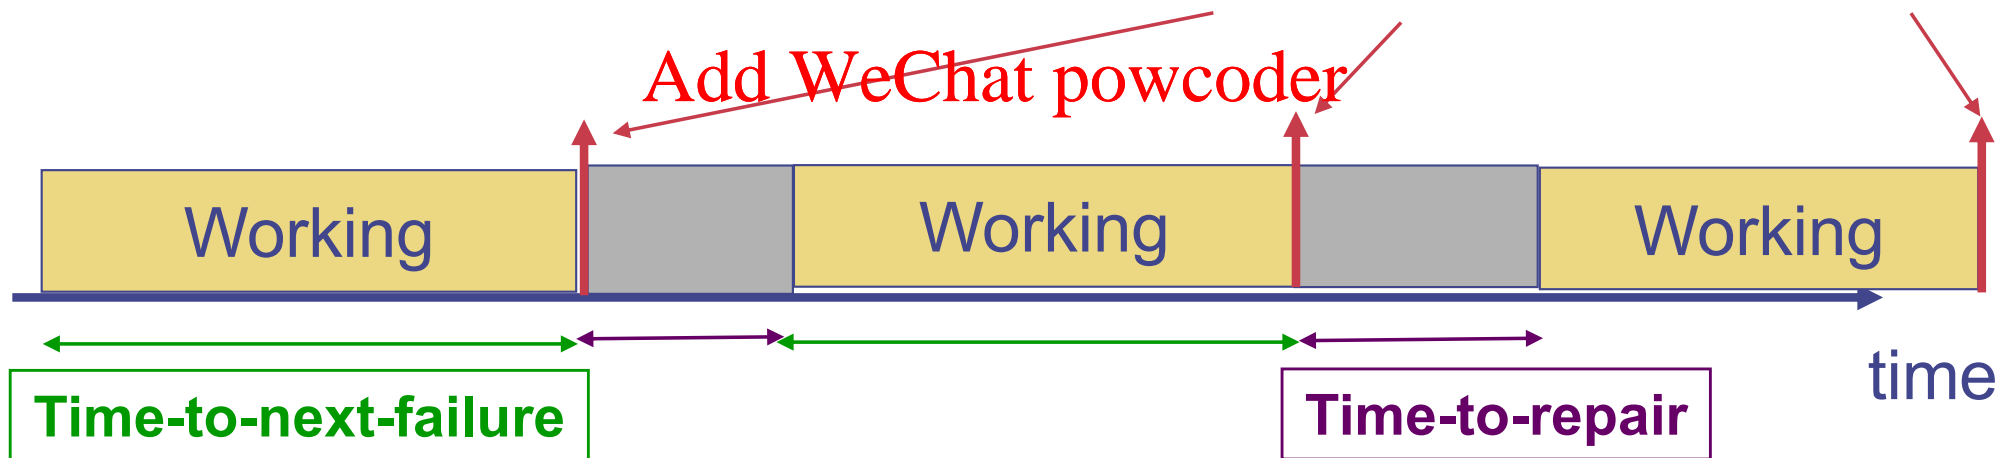 Add WeChat powcoder
Working Working Working
time
Time-to-next-failure Time-to-repair